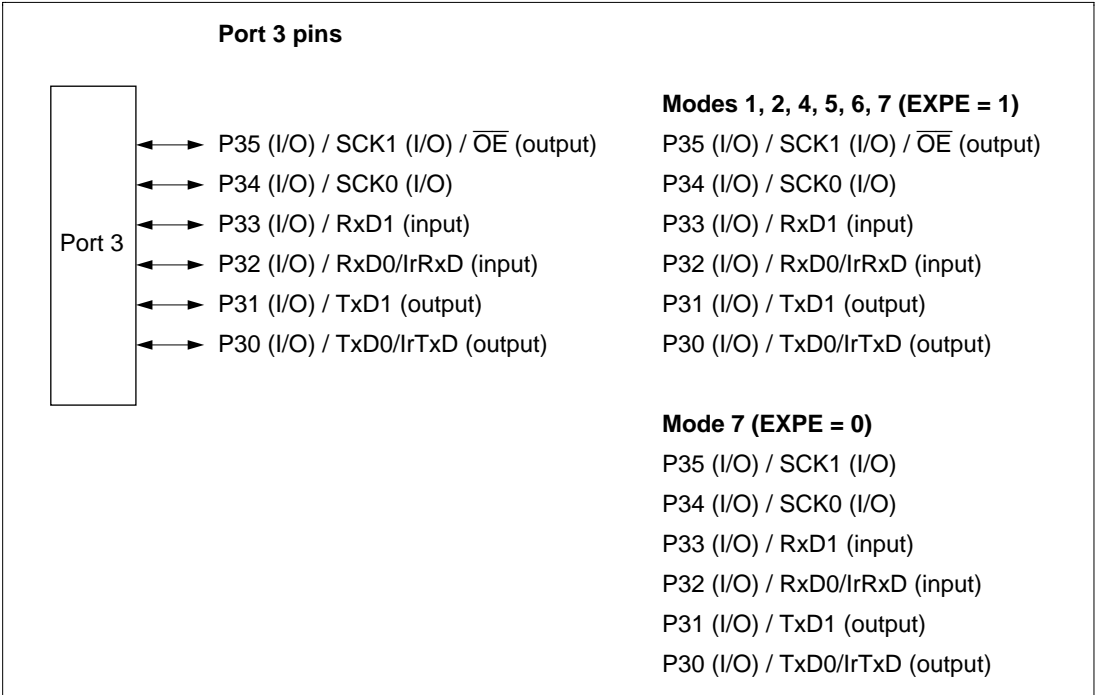 Port 3 pins
Port 3
P35 (I/O) / SCK1 (I/O) / O̅E̅ (output)
P34 (I/O) / SCK0 (I/O)
P33 (I/O) / RxD1 (input)
P32 (I/O) / RxD0/IrRxD (input)
P31 (I/O) / TxD1 (output)
P30 (I/O) / TxD0/IrTxD (output)
Modes 1, 2, 4, 5, 6, 7 (EXPE = 1)
P35 (I/O) / SCK1 (I/O) / O̅E̅ (output)
P34 (I/O) / SCK0 (I/O)
P33 (I/O) / RxD1 (input)
P32 (I/O) / RxD0/IrRxD (input)
P31 (I/O) / TxD1 (output)
P30 (I/O) / TxD0/IrTxD (output)
Mode 7 (EXPE = 0)
P35 (I/O) / SCK1 (I/O)
P34 (I/O) / SCK0 (I/O)
P33 (I/O) / RxD1 (input)
P32 (I/O) / RxD0/IrRxD (input)
P31 (I/O) / TxD1 (output)
P30 (I/O) / TxD0/IrTxD (output)